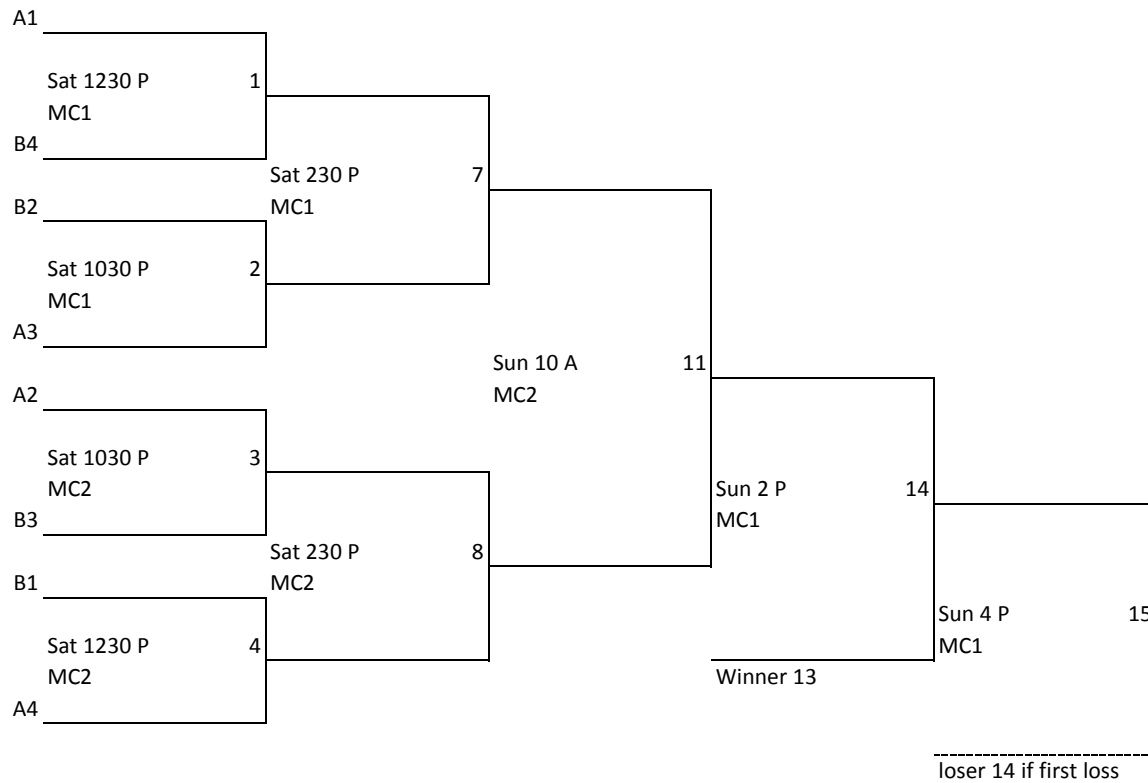 A1
Sat 1230 P 1
MC1
B4
Sat 230 P 7
MC1
B2
Sat 1030 P 2
MC1
A3
Sun 10 A 11
MC2
A2
Sat 1030 P 3
MC2
B3
Sat 230 P 8
MC2
B1
Sat 1230 P 4
MC2
A4
Sun 2 P 14
MC1
Winner 13
Sun 4 P 15
MC1
loser 14 if first loss